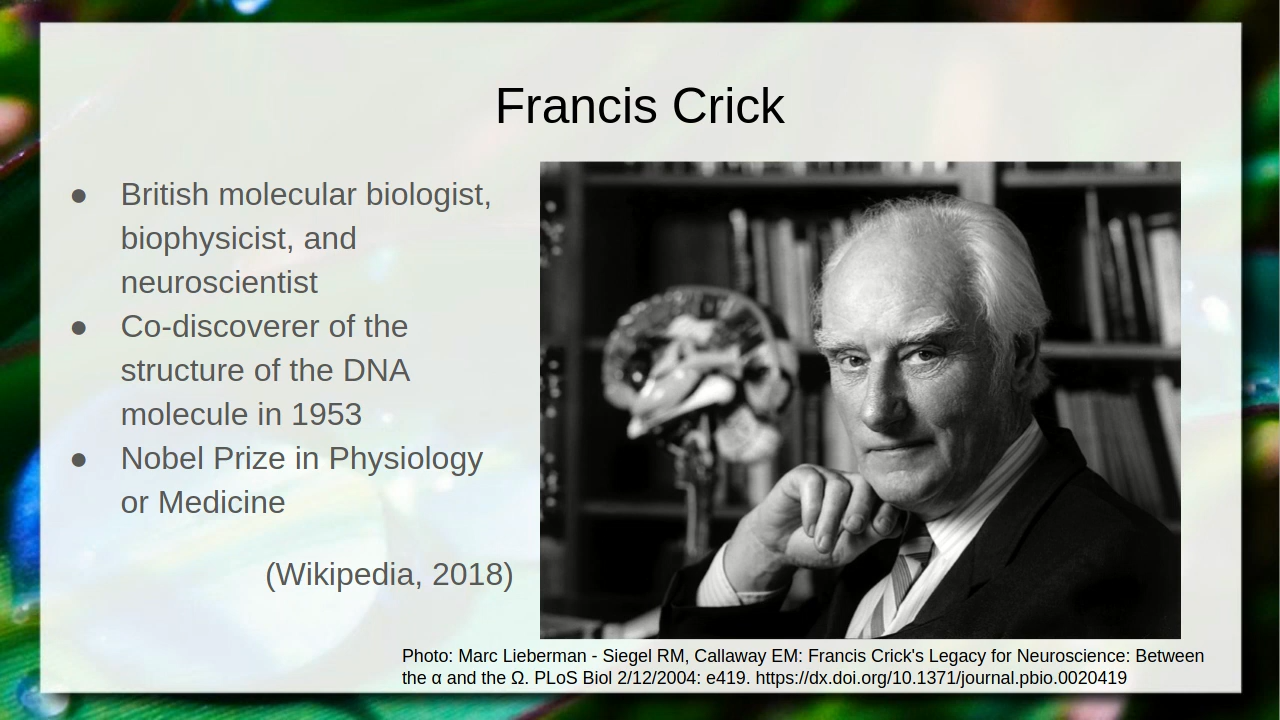 Francis Crick
● British molecular biologist,
biophysicist, and
neuroscientist
● Co-discoverer of the
structure of the DNA
molecule in 1953
● Nobel Prize in Physiology
or Medicine
(Wikipedia, 2018)
Photo: Marc Lieberman - Siegel RM, Callaway EM: Francis Crick's Legacy for Neuroscience: Between
the α and the Ω. PLoS Biol 2/12/2004: e419. https://dx.doi.org/10.1371/journal.pbio.0020419